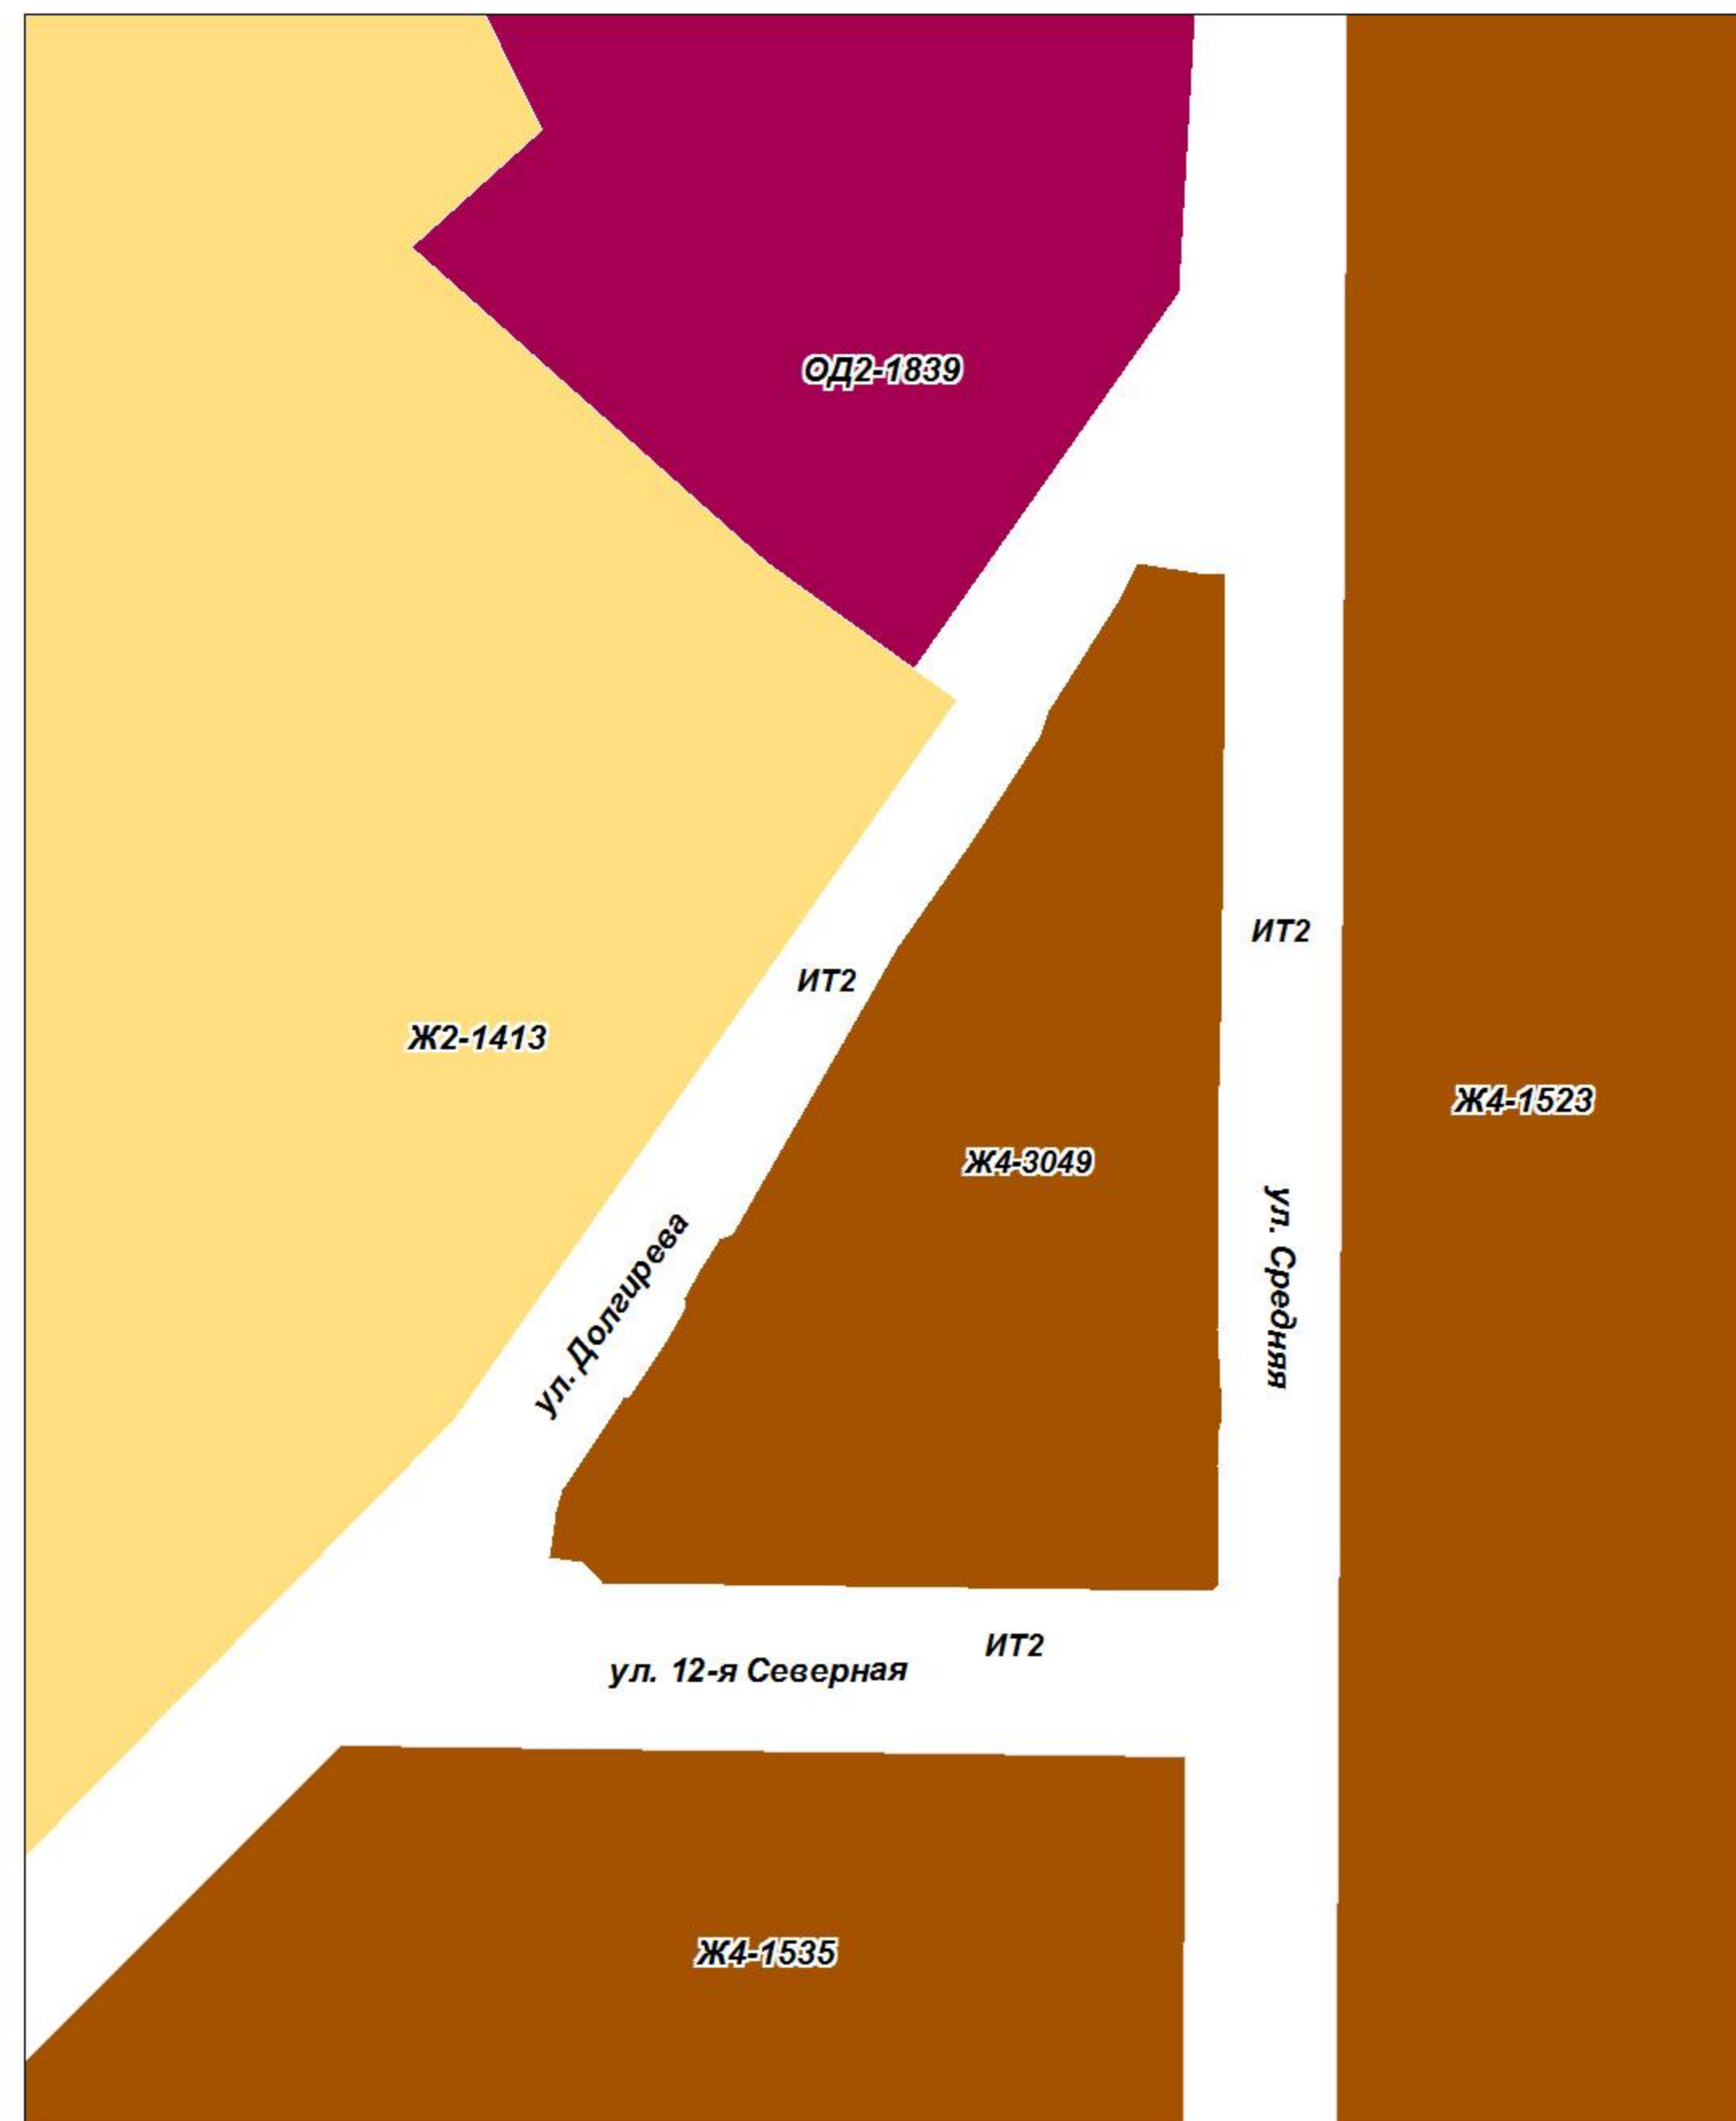 ОД2-1839
ИТ2
ИТ2
Ж2-1413
Ж4-1523
Ж4-3049
ул. Долгирева
ул. Средняя
ИТ2
ул. 12-я Северная
Ж4-1535